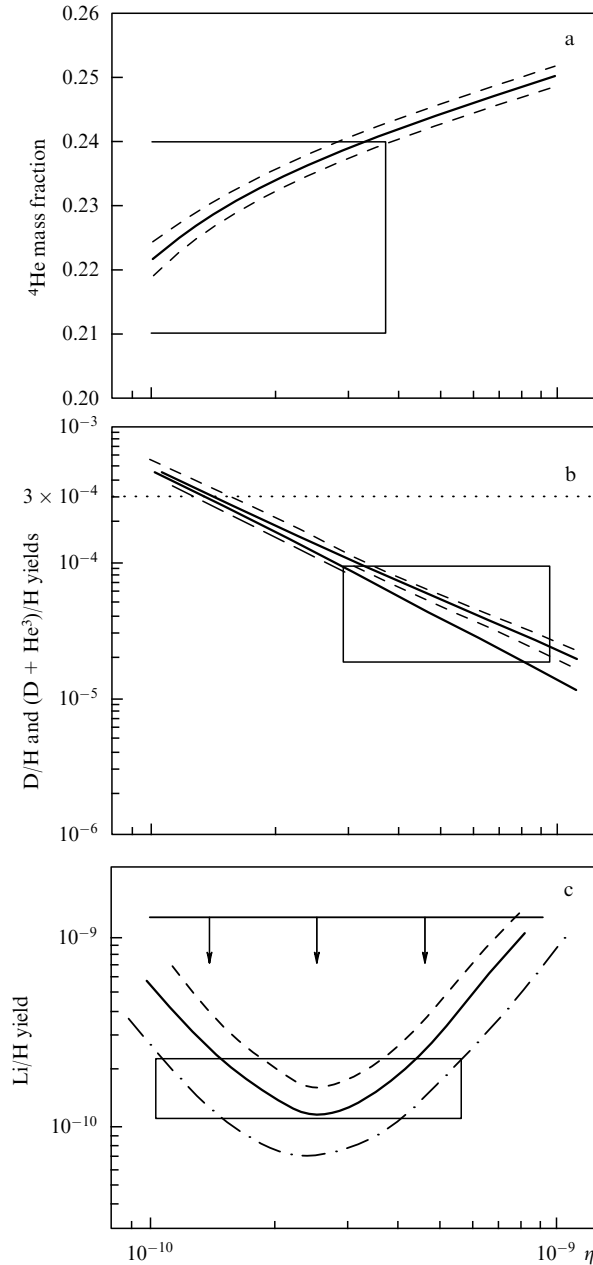 a
0.26
0.25
0.24
0.23
0.22
0.21
0.20
⁴He mass fraction
b
10⁻³
3 × 10⁻⁴
10⁻⁴
10⁻⁵
10⁻⁶
D/H and (D + He³)/H yields
c
10⁻⁹
10⁻¹⁰
Li/H yield
10⁻¹⁰ 10⁻⁹ η